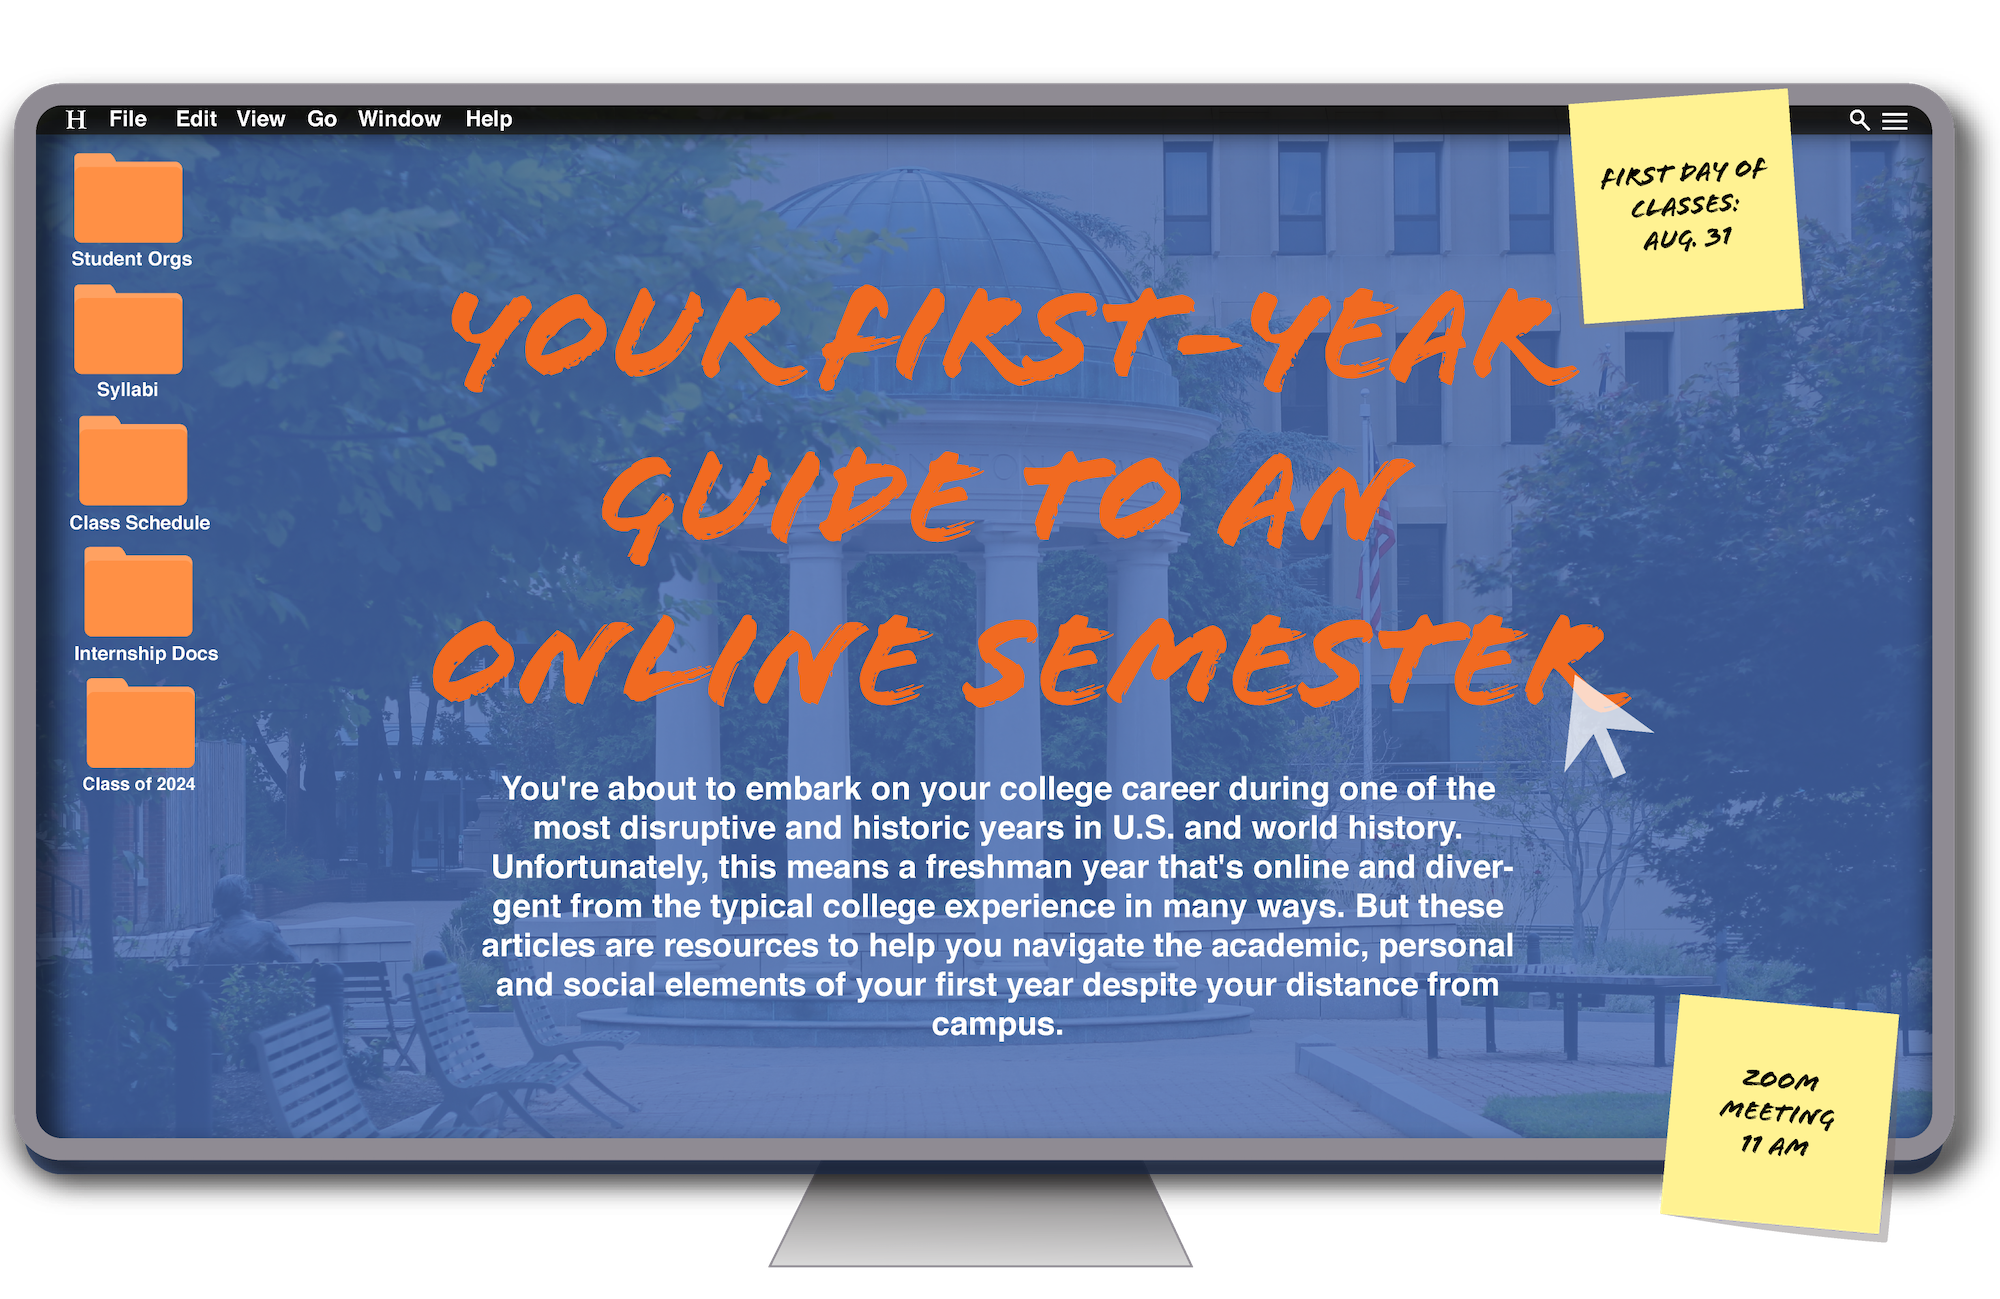 H File Edit View Go Window Help
FIRST DAY OF
CLASSES:
AUG. 31
Student Orgs
Syllabi
Class Schedule
Internship Docs
Class of 2024
YOUR FIRST-YEAR
GUIDE TO AN
ONLINE SEMESTER
You're about to embark on your college career during one of the
most disruptive and historic years in U.S. and world history.
Unfortunately, this means a freshman year that's online and diver-
gent from the typical college experience in many ways. But these
articles are resources to help you navigate the academic, personal
and social elements of your first year despite your distance from
campus.
ZOOM
MEETING
11 AM